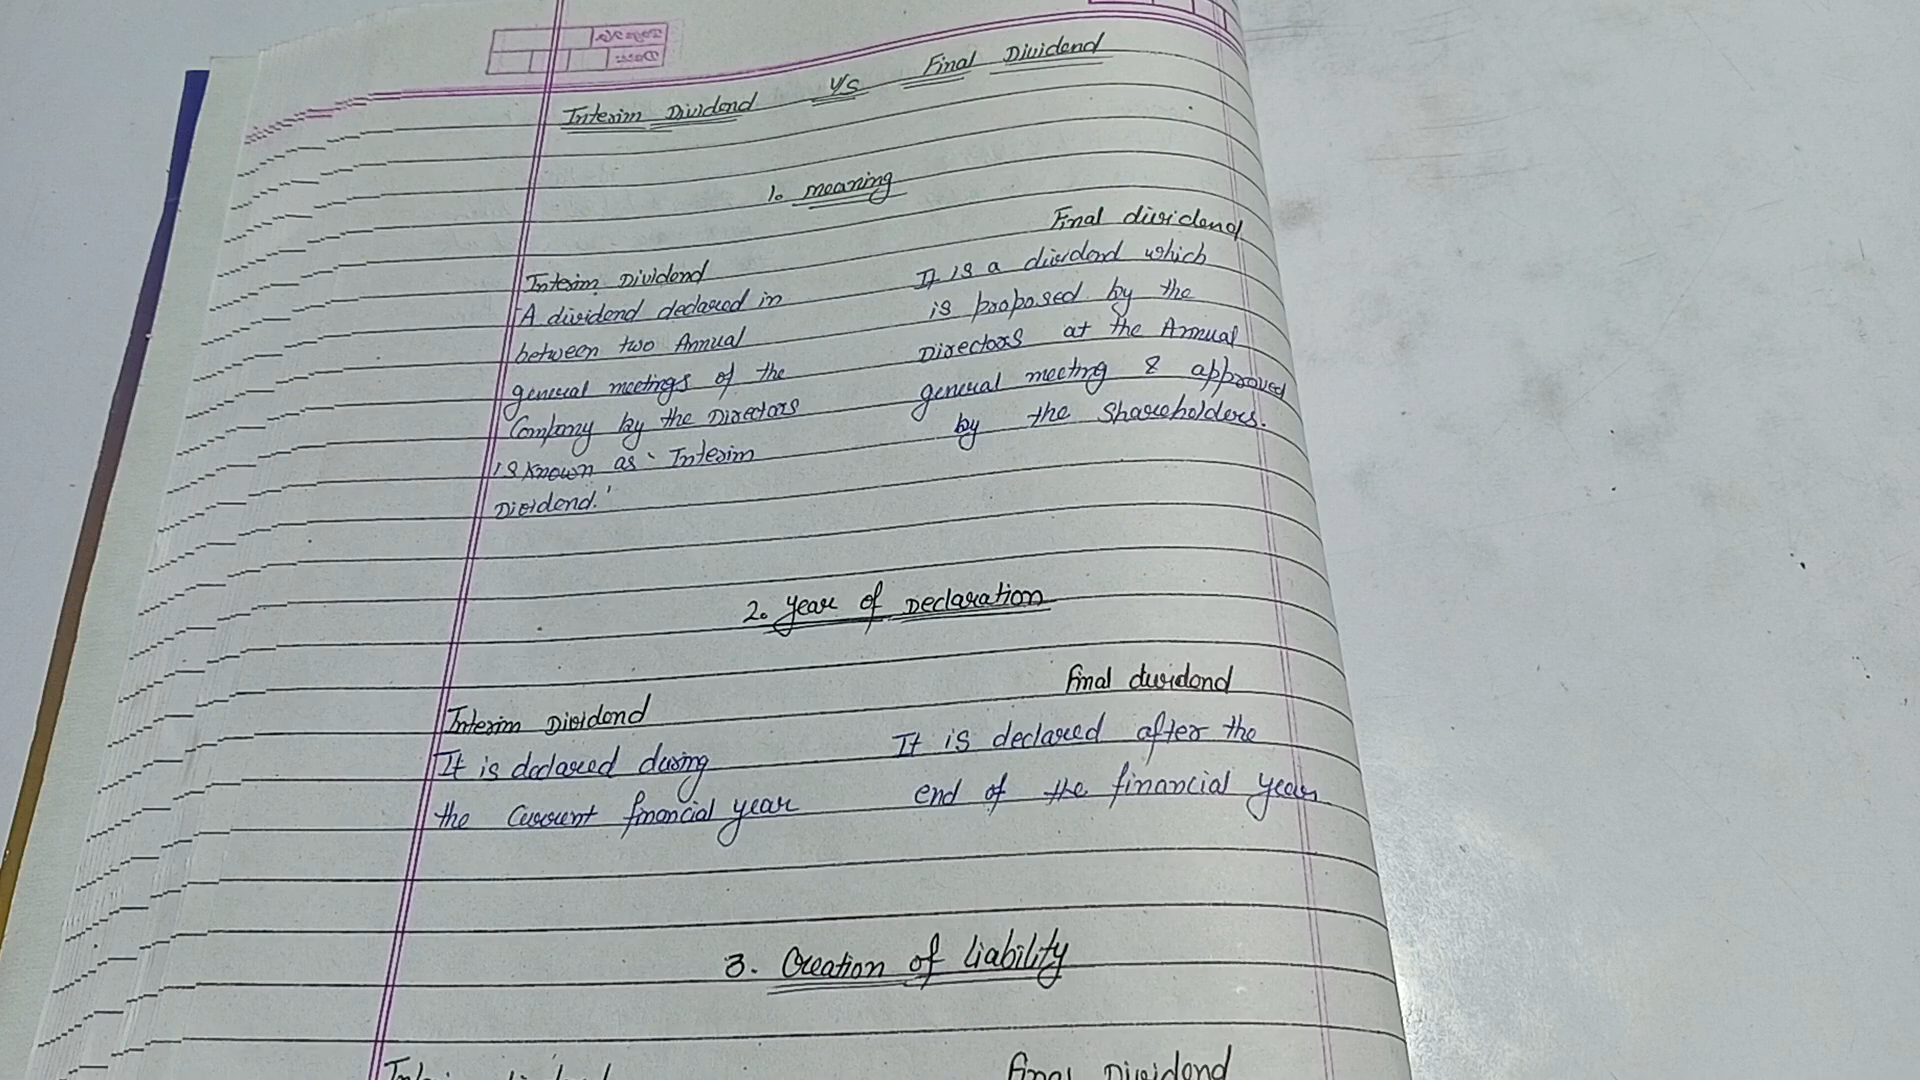 Interim Dividend V/S Final Dividend
1. meaning
Interim Dividend
A dividend declared in
between two Annual
general meetings of the
Company by the Directors
is known as 'Interim
Dividend.'
Final dividend
It is a dividend which
is proposed by the
Directors at the Annual
general meeting & approved
by the Shareholders.
2. Year of Declaration
Interim Dividend
It is declared during
the Current financial year
Final dividend
It is declared after the
end of the financial year
3. Creation of liability
Final Dividend